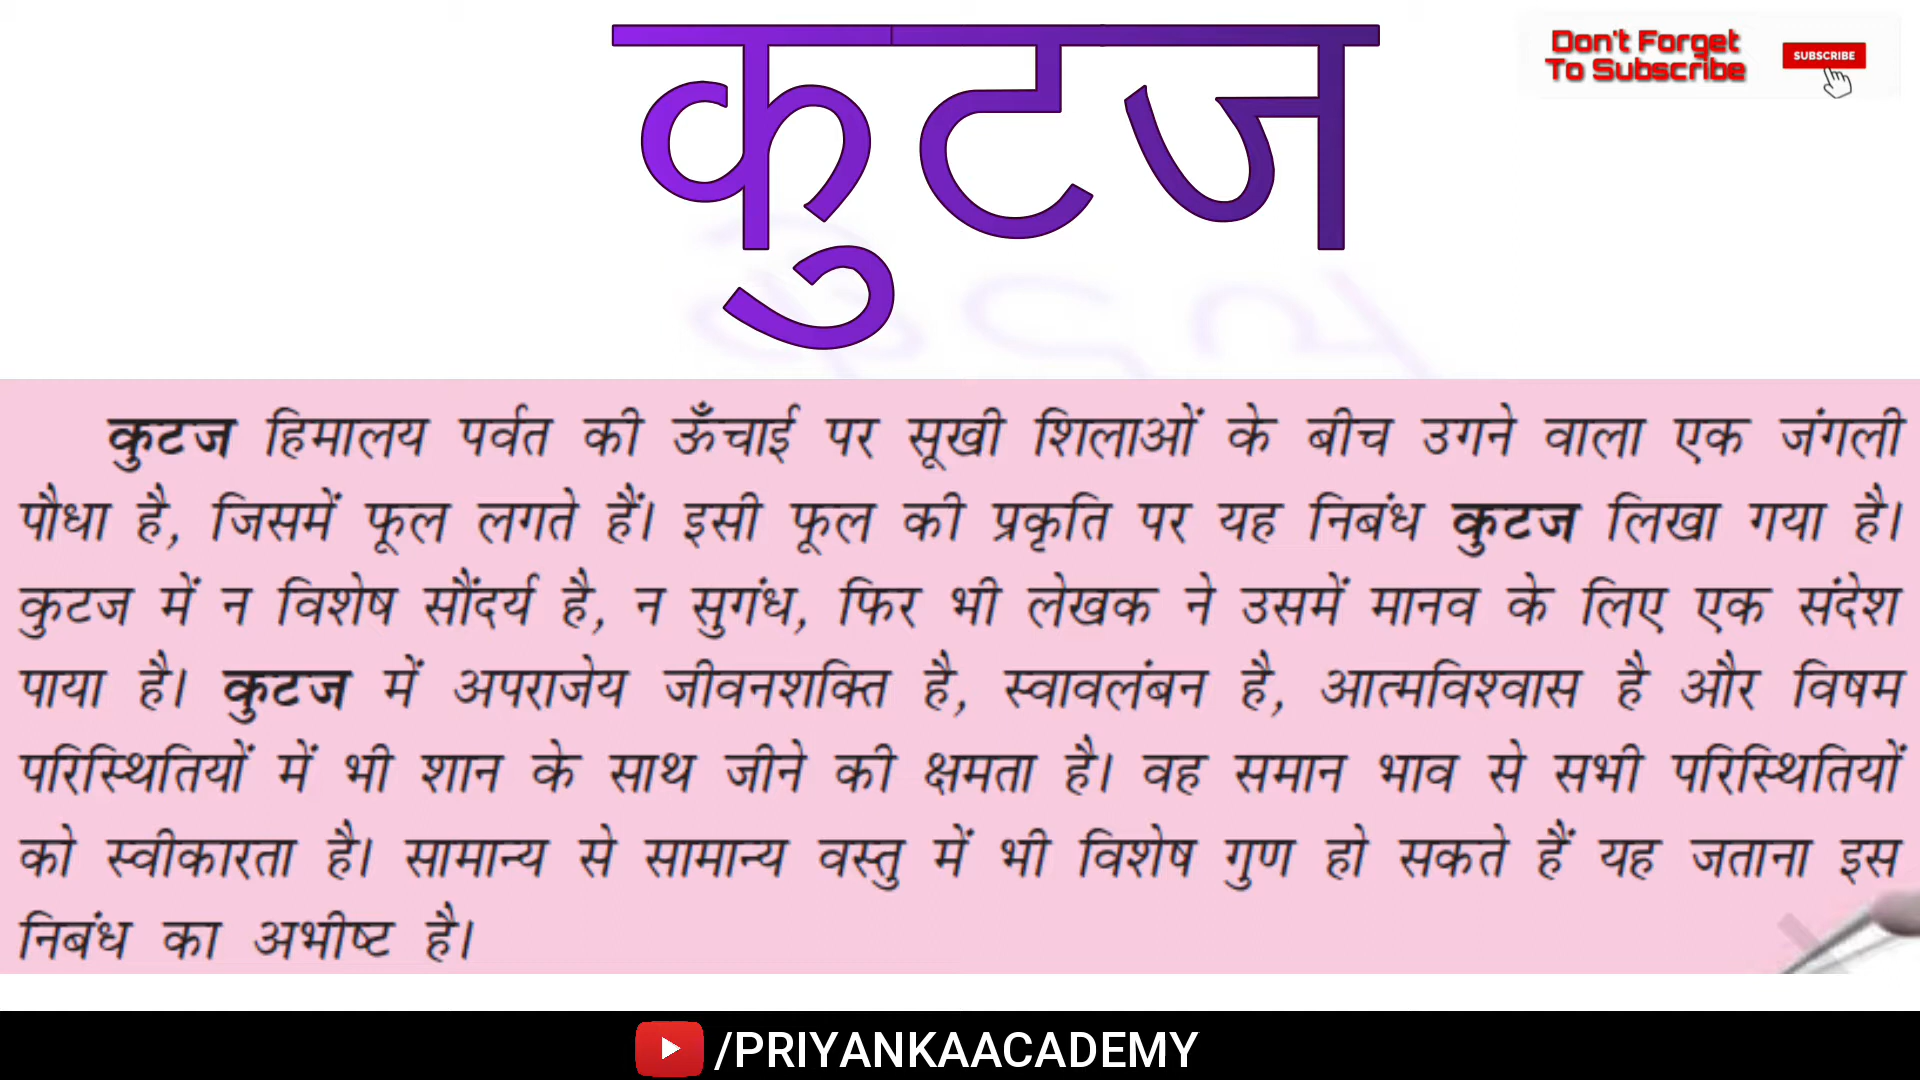 कुटज
Don't Forget
To Subscribe
SUBSCRIBE
कुटज हिमालय पर्वत की ऊँचाई पर सूखी शिलाओं के बीच उगने वाला एक जंगली
पौधा है, जिसमें फूल लगते हैं। इसी फूल की प्रकृति पर यह निबंध कुटज लिखा गया है।
कुटज में न विशेष सौंदर्य है, न सुगंध, फिर भी लेखक ने उसमें मानव के लिए एक संदेश
पाया है। कुटज में अपराजेय जीवनशक्ति है, स्वावलंबन है, आत्मविश्वास है और विषम
परिस्थितियों में भी शान के साथ जीने की क्षमता है। वह समान भाव से सभी परिस्थितियों
को स्वीकारता है। सामान्य से सामान्य वस्तु में भी विशेष गुण हो सकते हैं यह जताना इस
निबंध का अभीष्ट है।
/PRIYANKAACADEMY